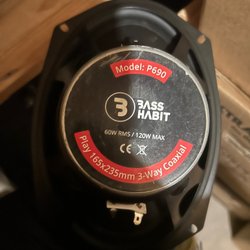 Model: P690
BASS
HABIT
60W RMS / 120W MAX
CE
Play 165x235mm 3-Way Coaxial